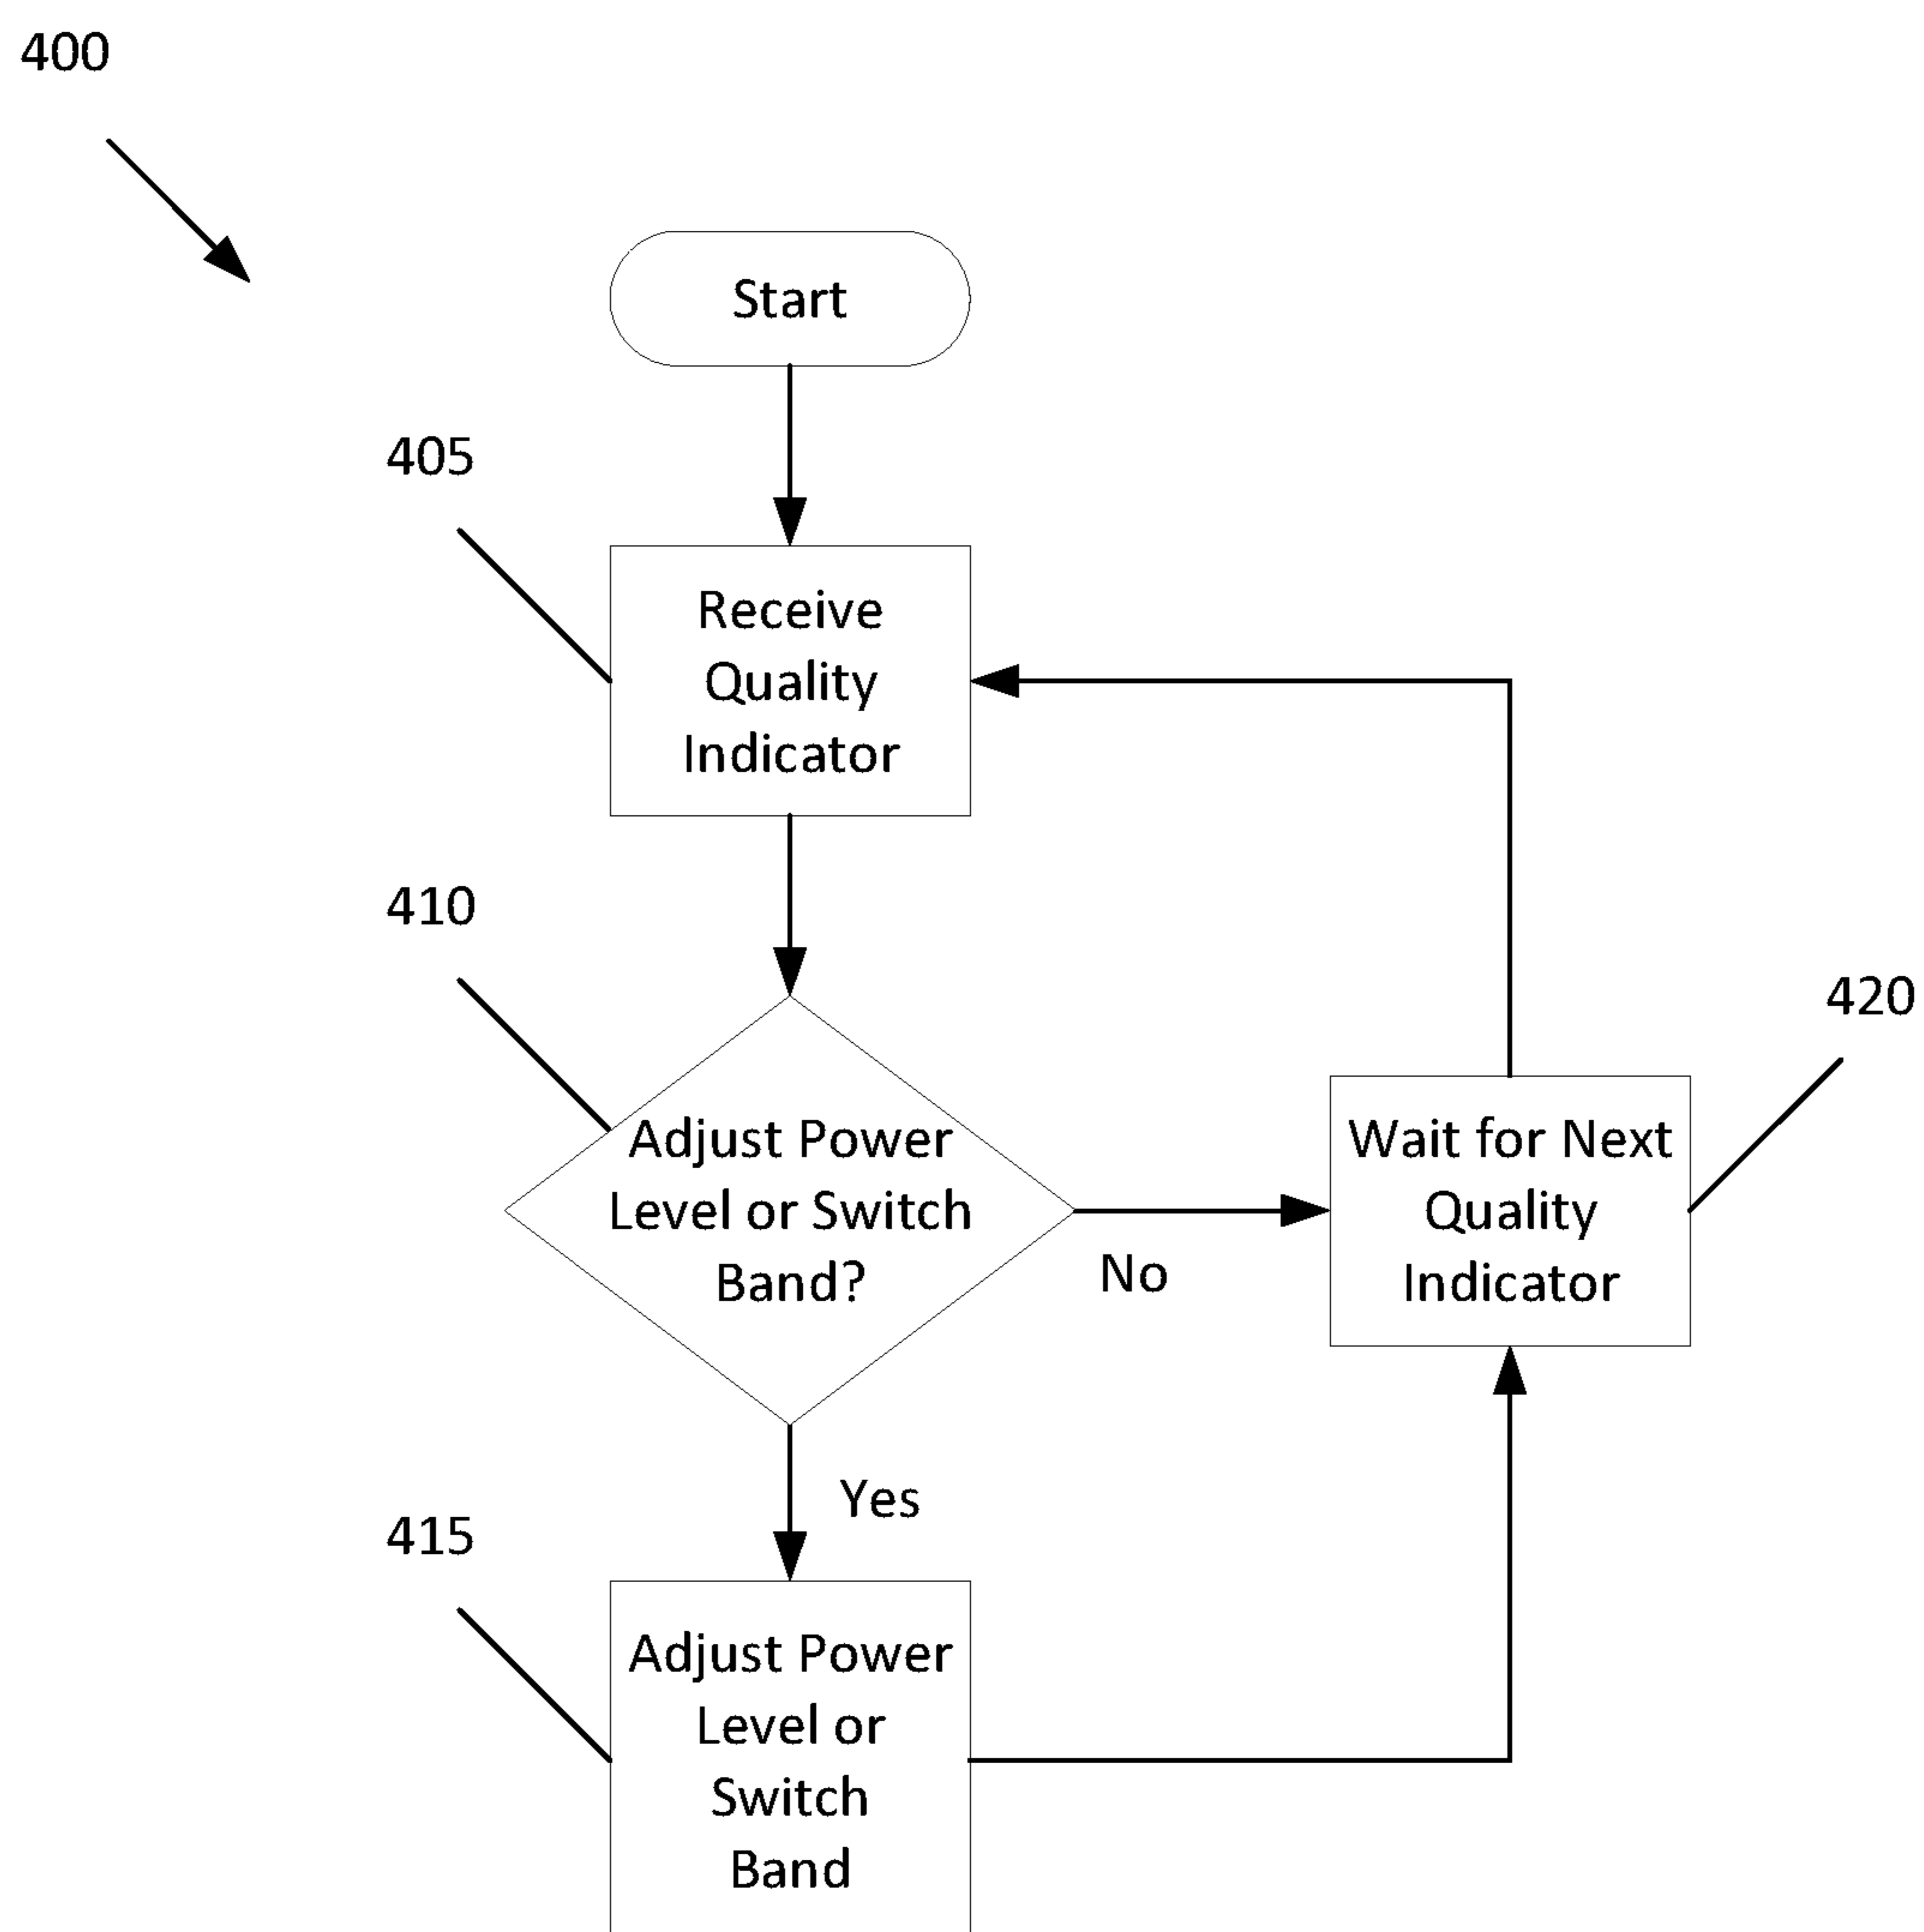 400
Start
405
Receive
Quality
Indicator
410
Adjust Power
Level or Switch
Band?
No
420
Wait for Next
Quality
Indicator
Yes
415
Adjust Power
Level or
Switch
Band